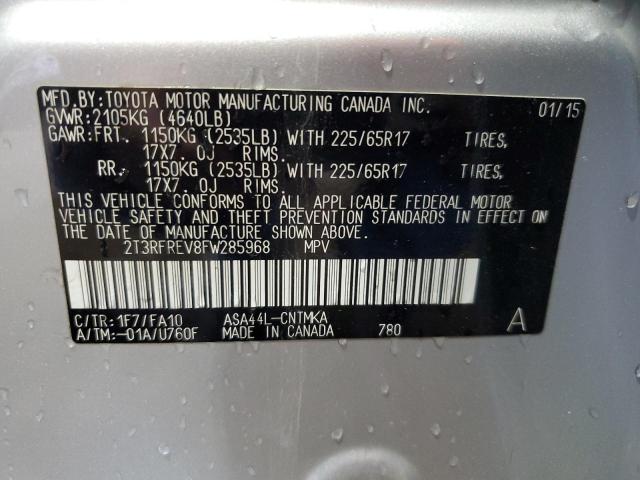 MFD. BY: TOYOTA MOTOR MANUFACTURING CANADA INC. 01/15
GVWR: 2105KG (4640LB)
GAWR: FRT. 1150KG (2535LB) WITH 225/65R17 TIRES,
17X7. 0J RIMS.
RR. 1150KG (2535LB) WITH 225/65R17 TIRES,
17X7. 0J RIMS.
THIS VEHICLE CONFORMS TO ALL APPLICABLE FEDERAL MOTOR
VEHICLE SAFETY AND THEFT PREVENTION STANDARDS IN EFFECT ON
THE DATE OF MANUFACTURE SHOWN ABOVE.
2T3RFREV8FW285968 MPV
C/TR: 1F7/FA10 ASA44L-CNTMKA
A/TM:-01A/U760F MADE IN CANADA 780 A